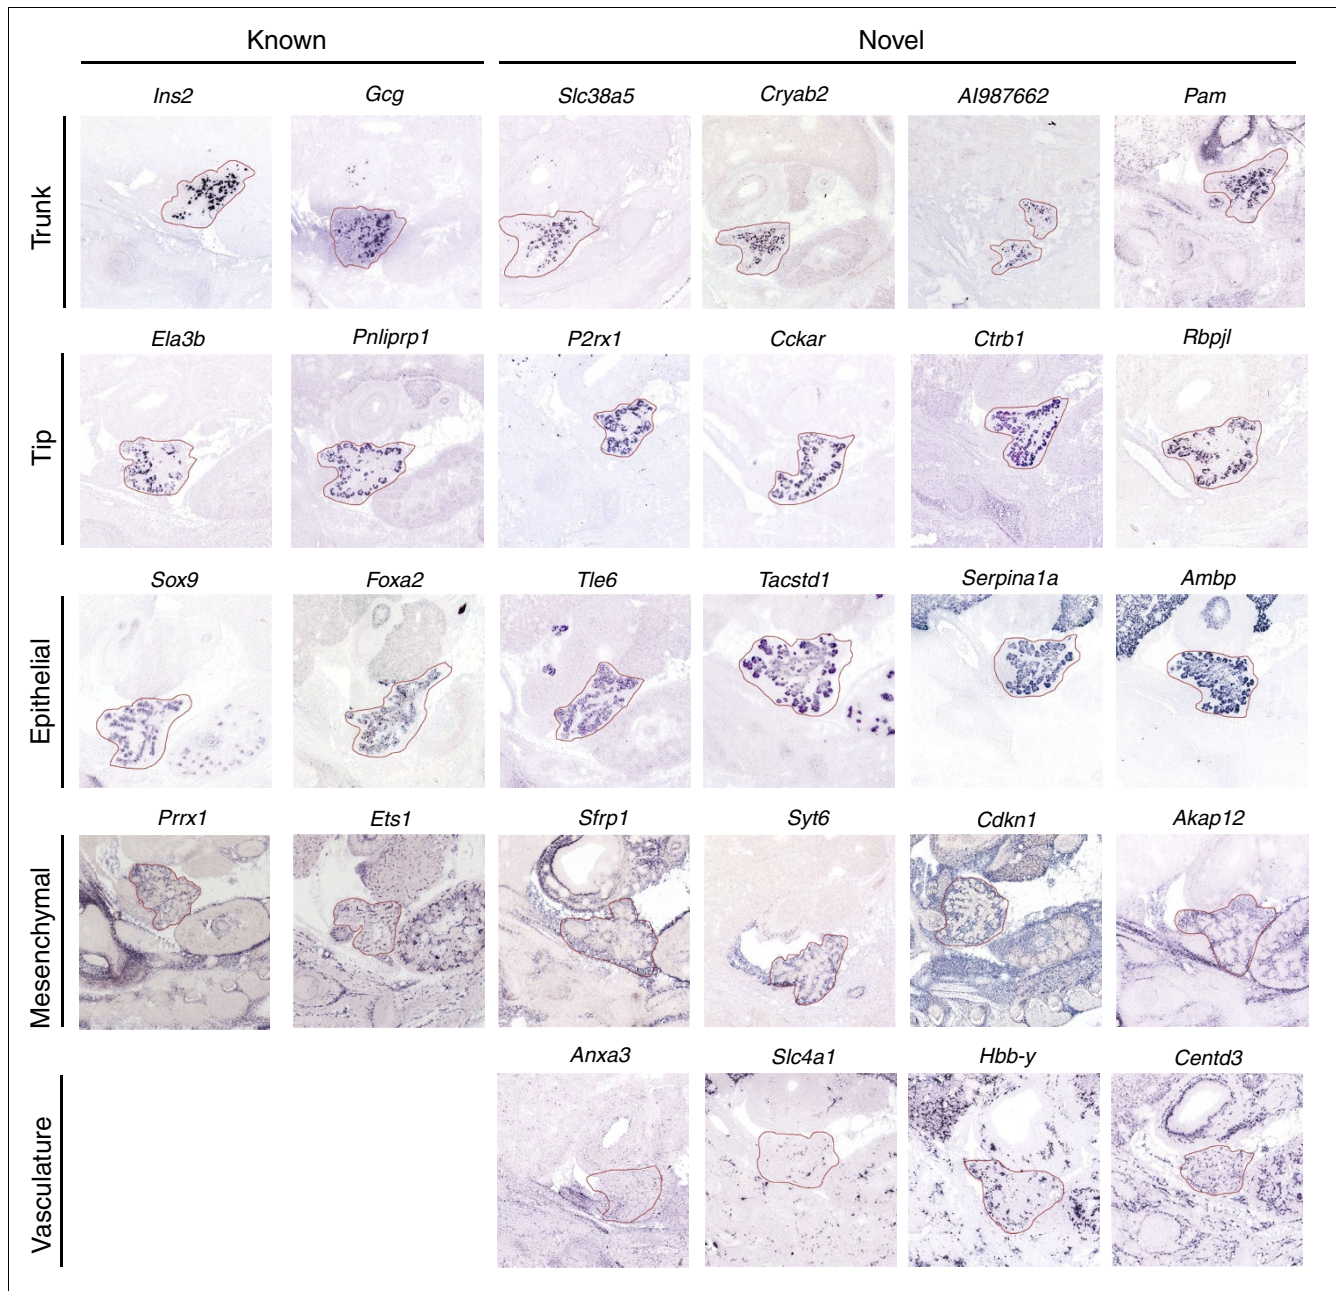 Known Novel
Ins2 Gcg Slc38a5 Cryab2 AI987662 Pam
Trunk
Ela3b Pnliprp1 P2rx1 Cckar Ctrb1 Rbpjl
Tip
Sox9 Foxa2 Tle6 Tacstd1 Serpina1a Ambp
Epithelial
Prrx1 Ets1 Sfrp1 Syt6 Cdkn1 Akap12
Mesenchymal
Anxa3 Slc4a1 Hbb-y Centd3
Vasculature